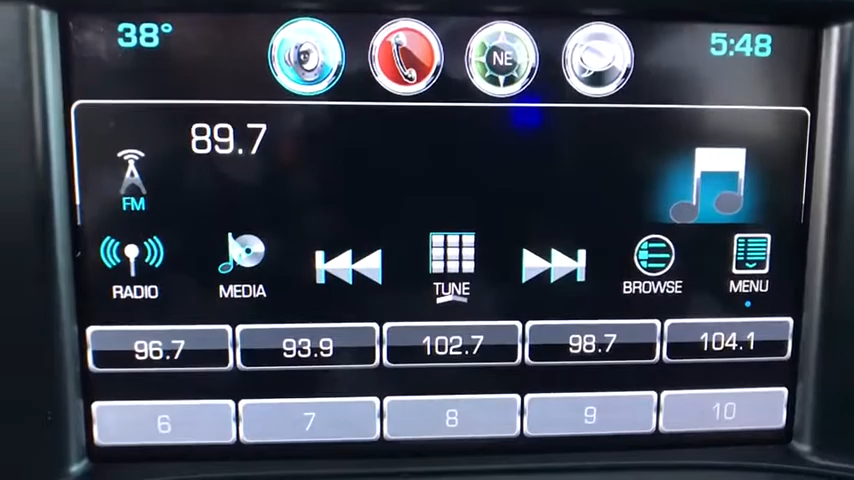 38°
NE
5:48
89.7
FM
RADIO
MEDIA
TUNE
BROWSE
MENU
96.7
93.9
102.7
98.7
104.1
6
7
8
9
10